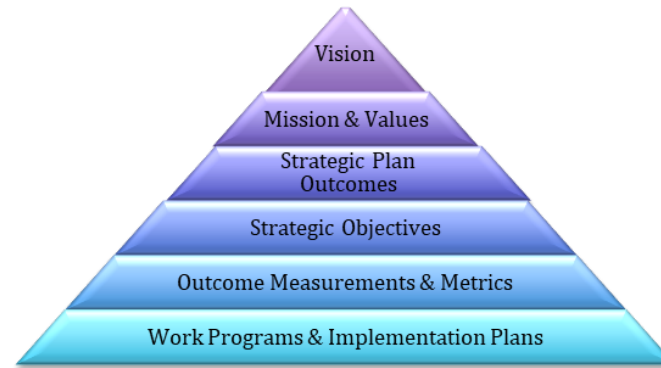 Vision
Mission & Values
Strategic Plan
Outcomes
Strategic Objectives
Outcome Measurements & Metrics
Work Programs & Implementation Plans